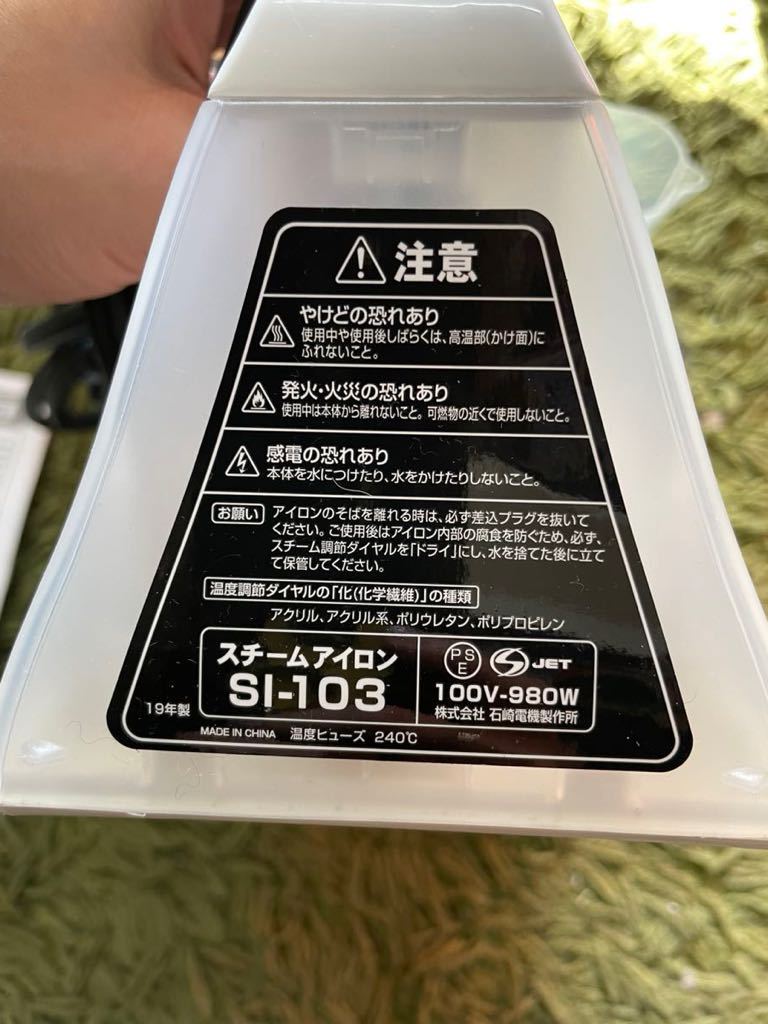 注意
やけどの恐れあり
使用中や使用後しばらくは、高温部(かけ面)に
ふれないこと。
発火・火災の恐れあり
使用中は本体から離れないこと。可燃物の近くで使用しないこと。
感電の恐れあり
本体を水につけたり、水をかけたりしないこと。
お願い アイロンのそばを離れる時は、必ず差込プラグを抜いて
ください。ご使用後はアイロン内部の腐食を防ぐため、必ず、
スチーム調節ダイヤルを「ドライ」にし、水を捨てた後に立て
て保管してください。
温度調節ダイヤルの「化(化学繊維)」の種類
アクリル、アクリル系、ポリウレタン、ポリプロピレン
スチームアイロン
SI-103
PSE JET
100V-980W
株式会社 石崎電機製作所
19年製
MADE IN CHINA 温度ヒューズ 240℃